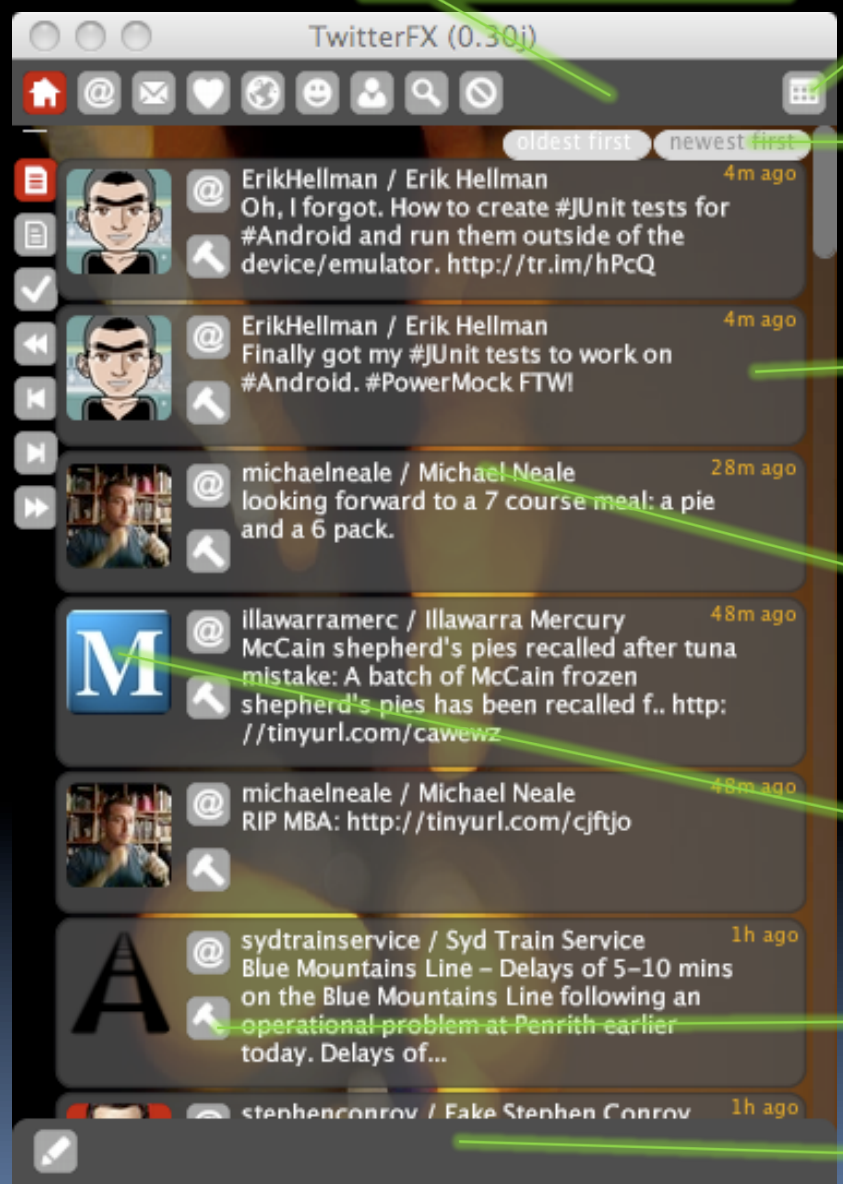 TwitterFX (0.30j)
oldest first newest first
ErikHellman / Erik Hellman 4m ago
Oh, I forgot. How to create #JUnit tests for
#Android and run them outside of the
device/emulator. http://tr.im/hPcQ
ErikHellman / Erik Hellman 4m ago
Finally got my #JUnit tests to work on
#Android. #PowerMock FTW!
michaelneale / Michael Neale 28m ago
looking forward to a 7 course meal: a pie
and a 6 pack.
M
illawarramerc / Illawarra Mercury 48m ago
McCain shepherd's pies recalled after tuna
mistake: A batch of McCain frozen
shepherd's pies has been recalled f.. http:
//tinyurl.com/cawewz
michaelneale / Michael Neale 48m ago
RIP MBA: http://tinyurl.com/cjftjo
sydtrainservice / Syd Train Service 1h ago
Blue Mountains Line – Delays of 5–10 mins
on the Blue Mountains Line following an
operational problem at Penrith earlier
today. Delays of...
stephenconroy / Fake Stephen Conroy 1h ago